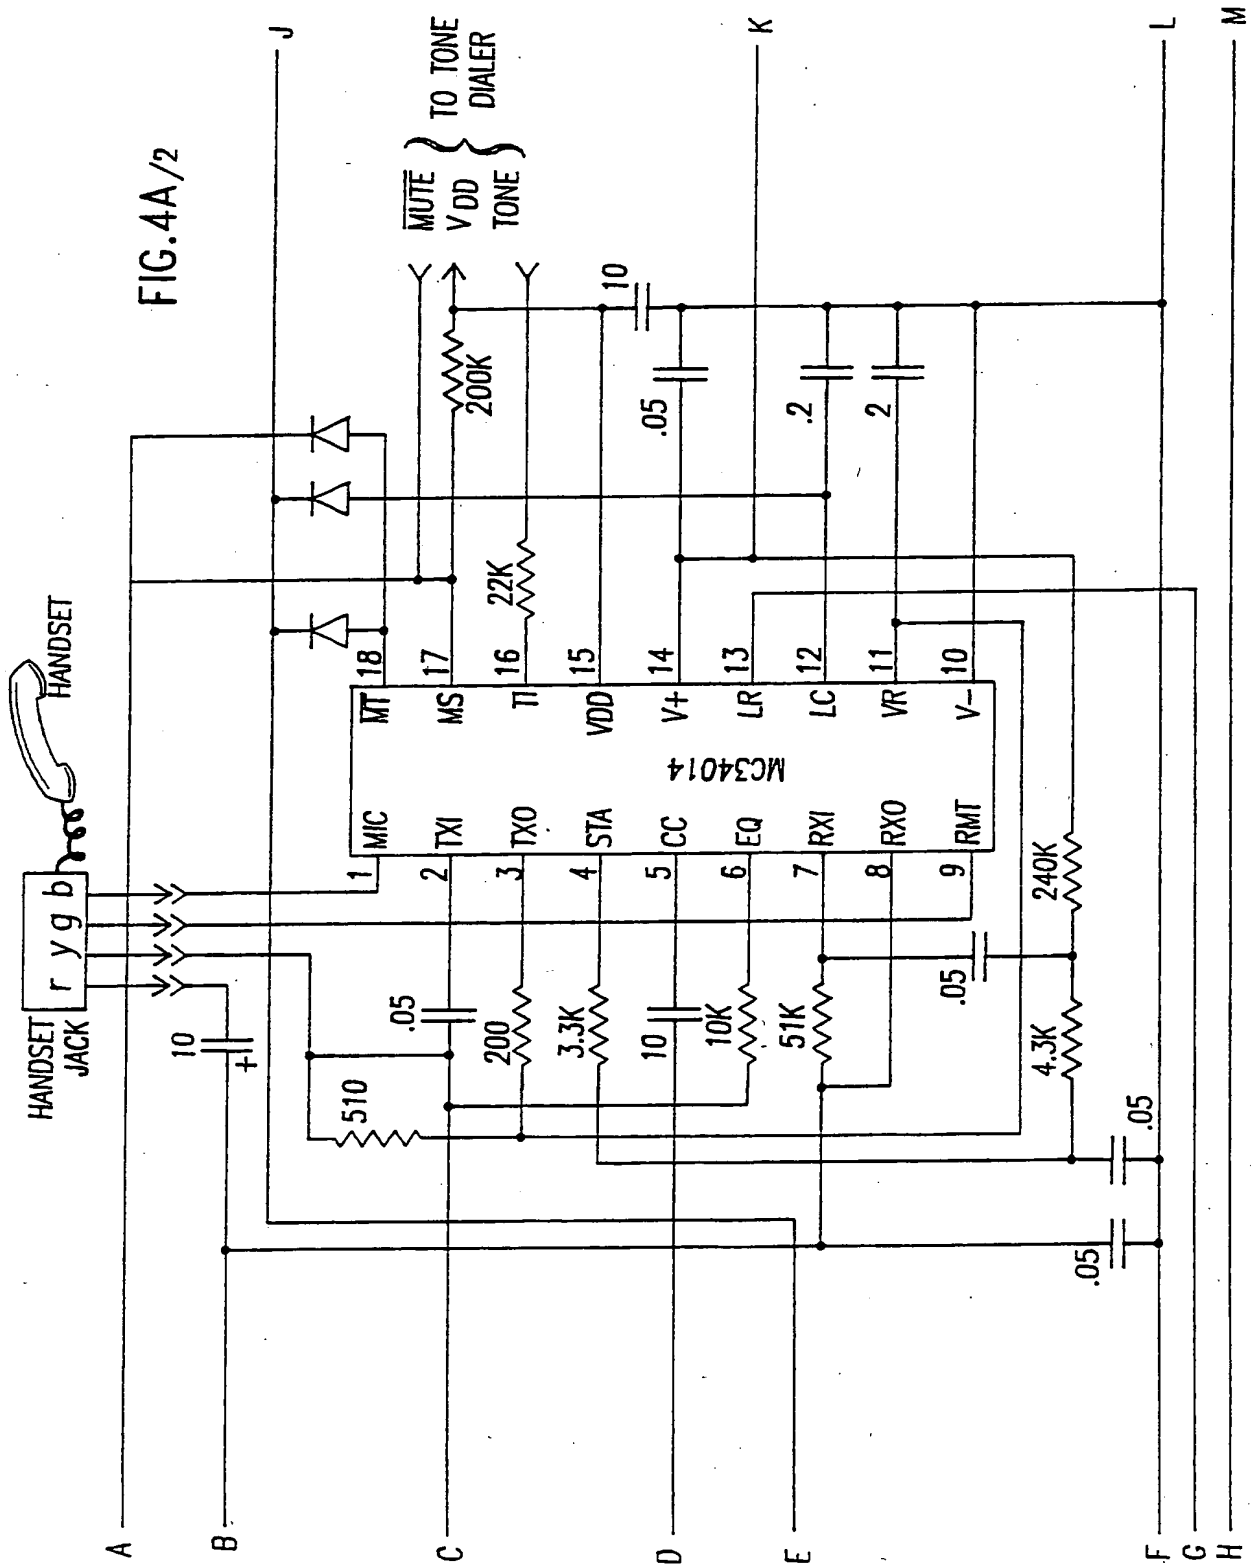 FIG.4A/2
HANDSET
HANDSET
JACK
r y g b
A
B
C
D
E
F
G
H
J
K
L
M
MUTE
VDD
TONE
TO TONE
DIALER
10
+
510
.05
200
3.3K
10
10K
51K
.05
4.3K
240K
.05
.05
1
2
3
4
5
6
7
8
9
MIC
TXI
TXO
STA
CC
EQ
RXI
RXO
RMT
MC34014
MT
MS
TI
VDD
V+
LR
LC
VR
V-
18
17
16
15
14
13
12
11
10
22K
200K
10
.05
.2
2